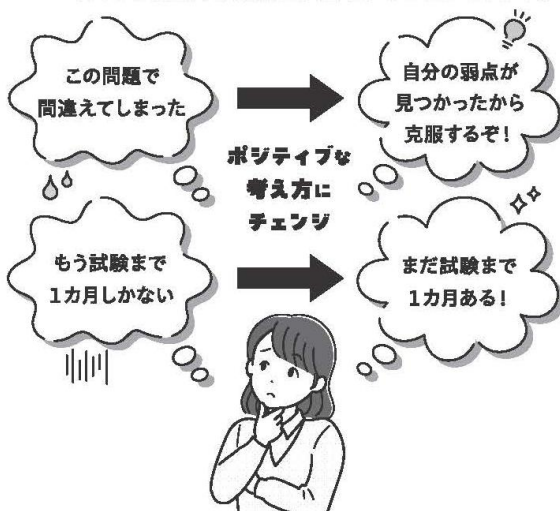 この問題で
間違えてしまった
自分の弱点が
見つかったから
克服するぞ！
ポジティブな
考え方に
チェンジ
もう試験まで
1カ月しかない
まだ試験まで
1カ月ある！